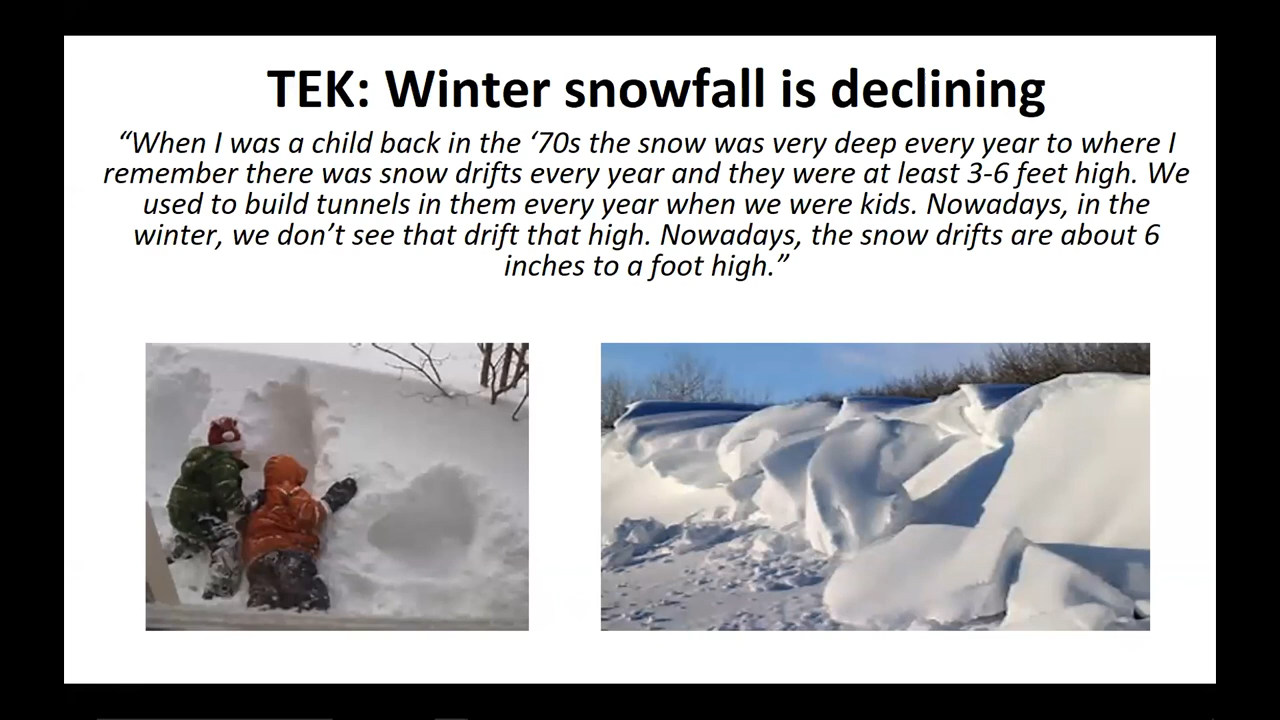 TEK: Winter snowfall is declining
“When I was a child back in the ‘70s the snow was very deep every year to where I
remember there was snow drifts every year and they were at least 3-6 feet high. We
used to build tunnels in them every year when we were kids. Nowadays, in the
winter, we don’t see that drift that high. Nowadays, the snow drifts are about 6
inches to a foot high.”